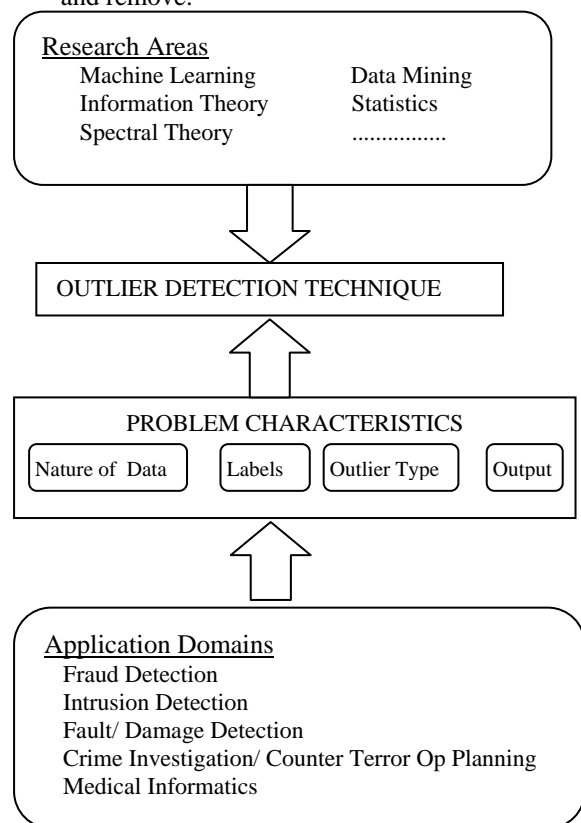 and remove.
Research Areas
Machine Learning Data Mining
Information Theory Statistics
Spectral Theory ................
OUTLIER DETECTION TECHNIQUE
PROBLEM CHARACTERISTICS
Nature of Data Labels Outlier Type Output
Application Domains
Fraud Detection
Intrusion Detection
Fault/ Damage Detection
Crime Investigation/ Counter Terror Op Planning
Medical Informatics